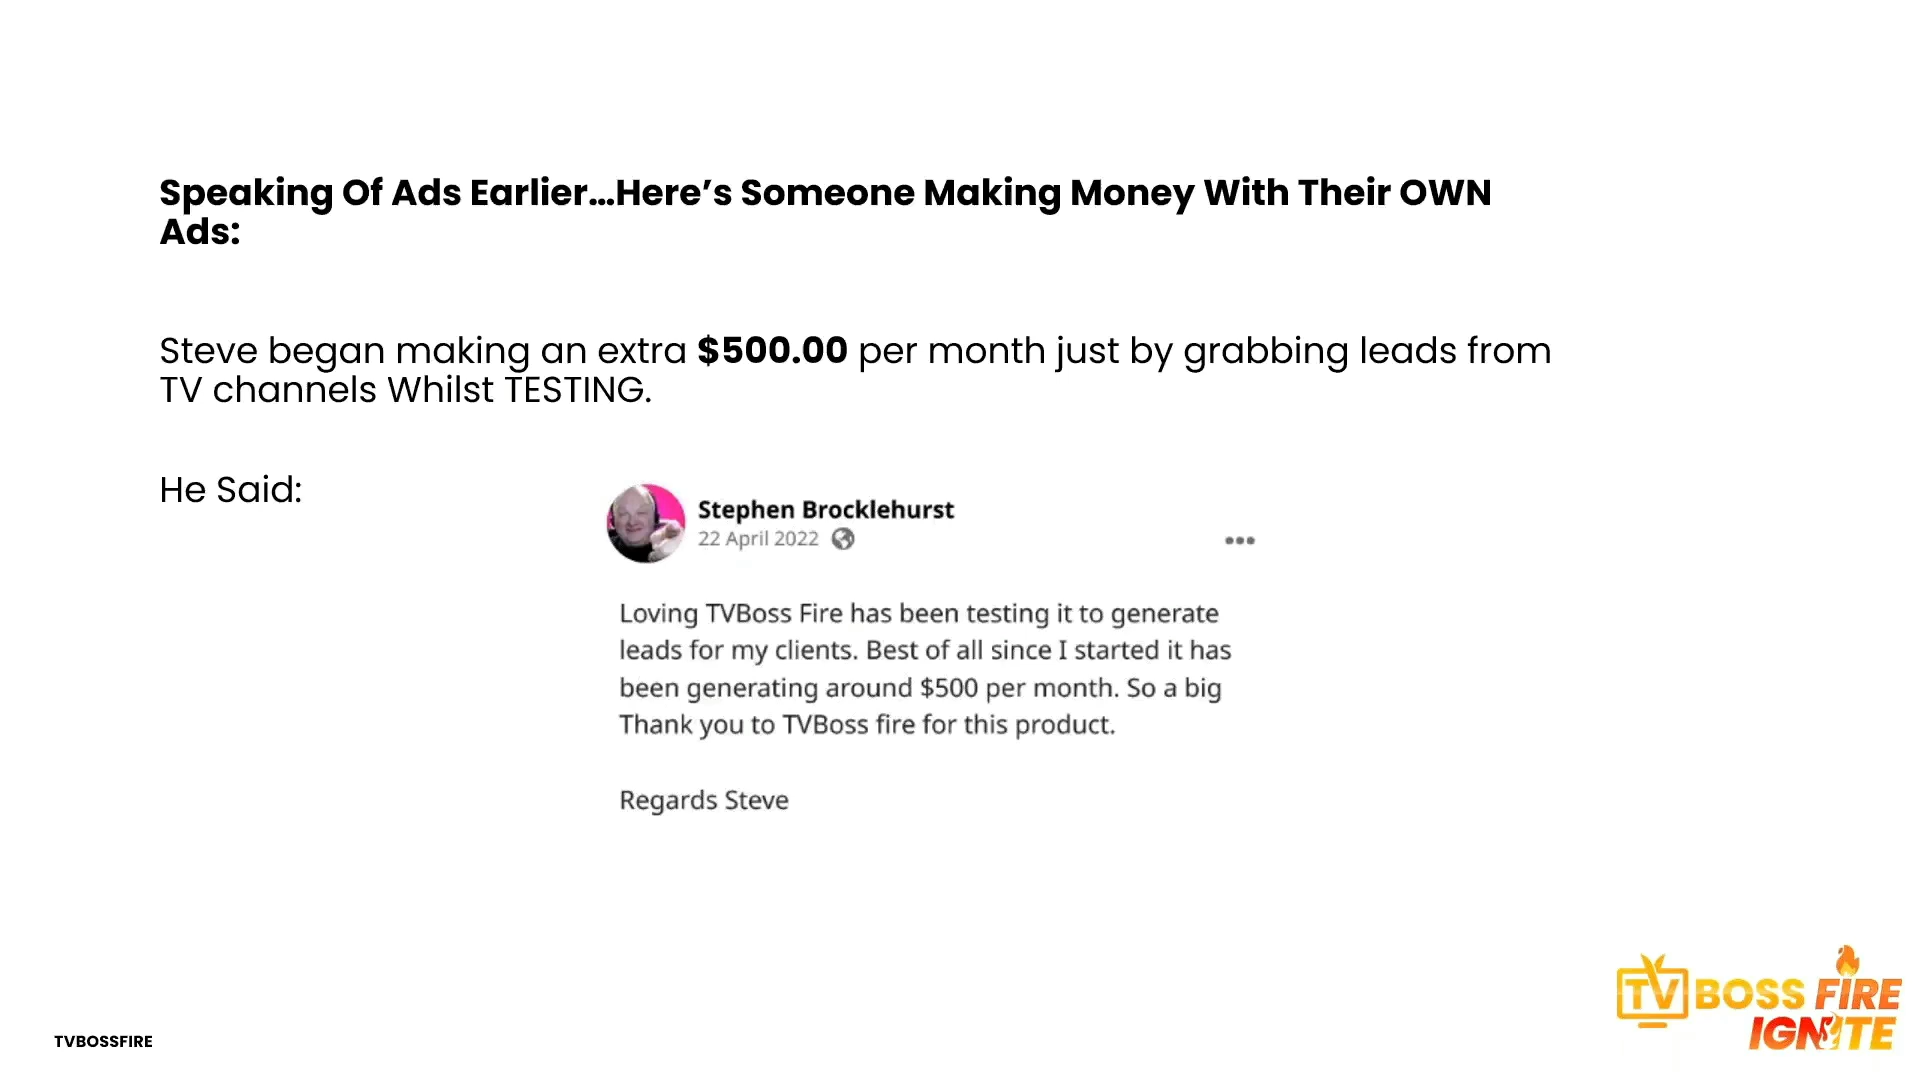 Speaking Of Ads Earlier...Here’s Someone Making Money With Their OWN
Ads:
Steve began making an extra $500.00 per month just by grabbing leads from
TV channels Whilst TESTING.
He Said:
Stephen Brocklehurst
22 April 2022
Loving TVBoss Fire has been testing it to generate
leads for my clients. Best of all since I started it has
been generating around $500 per month. So a big
Thank you to TVBoss fire for this product.
Regards Steve
TV BOSS FIRE
IGNITE
TVBOSSFIRE